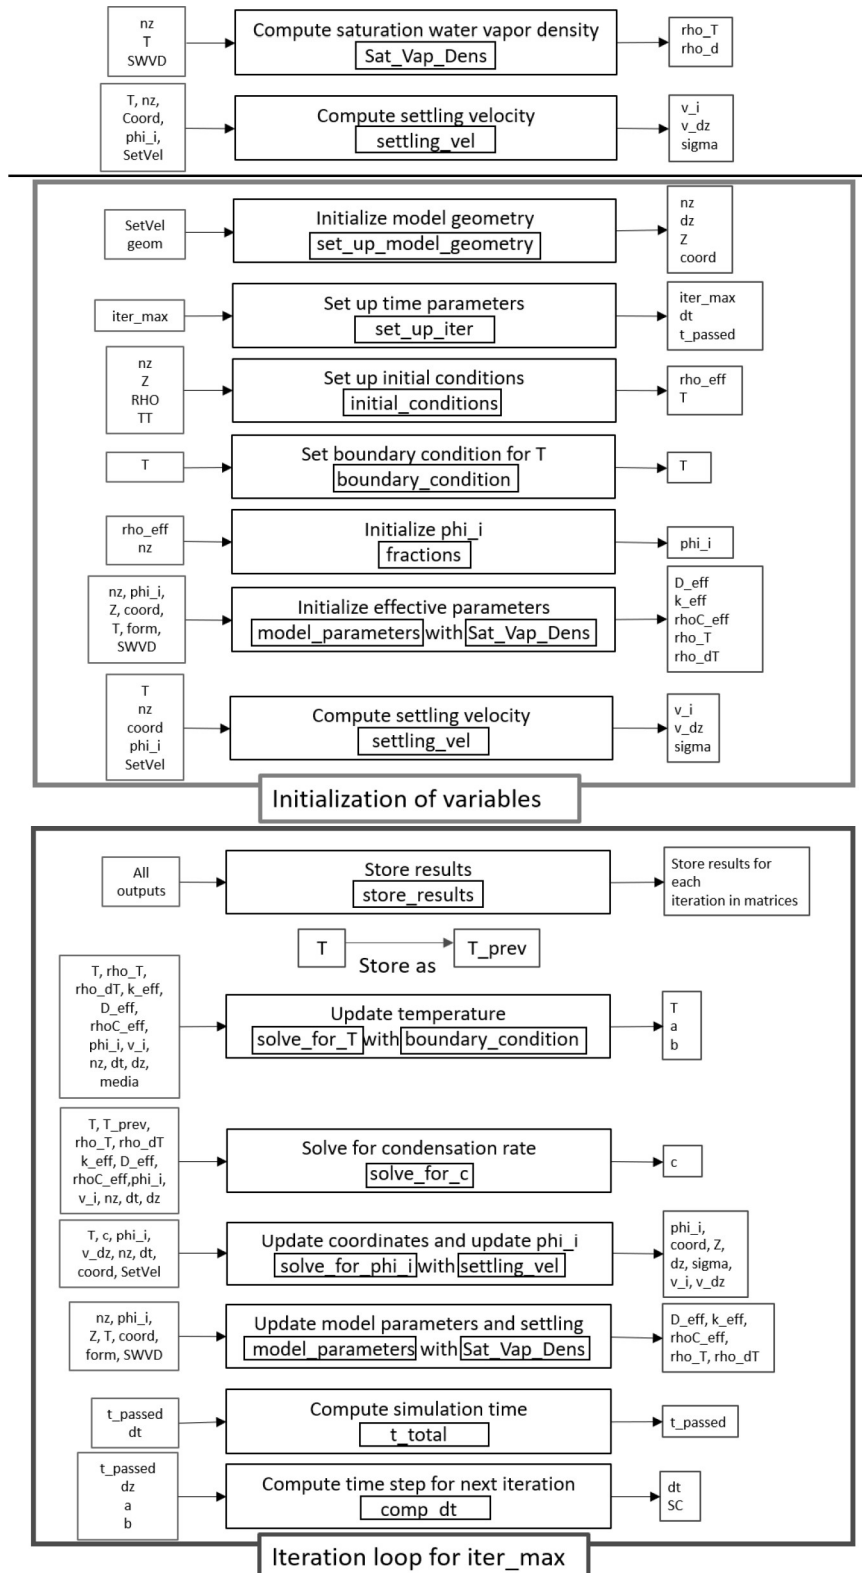 nz
T
SWVD
Compute saturation water vapor density
Sat_Vap_Dens
rho_T
rho_d
T, nz,
Coord,
phi_i,
SetVel
Compute settling velocity
settling_vel
v_i
v_dz
sigma
SetVel
geom
Initialize model geometry
set_up_model_geometry
nz
dz
Z
coord
iter_max
Set up time parameters
set_up_iter
iter_max
dt
t_passed
nz
Z
RHO
TT
Set up initial conditions
initial_conditions
rho_eff
T
T
Set boundary condition for T
boundary_condition
T
rho_eff
nz
Initialize phi_i
fractions
phi_i
nz, phi_i,
Z, coord,
T, form,
SWVD
Initialize effective parameters
model_parameters with Sat_Vap_Dens
D_eff
k_eff
rhoC_eff
rho_T
rho_dT
T
nz
coord
phi_i
SetVel
Compute settling velocity
settling_vel
v_i
v_dz
sigma
Initialization of variables
All
outputs
Store results
store_results
Store results for
each
iteration in matrices
T
T_prev
Store as
T, rho_T,
rho_dT, k_eff,
D_eff,
rhoC_eff,
phi_i, v_i,
nz, dt, dz,
media
Update temperature
solve_for_T with boundary_condition
T
a
b
T, T_prev,
rho_T, rho_dT
k_eff, D_eff,
rhoC_eff,phi_i,
v_i, nz, dt, dz
Solve for condensation rate
solve_for_c
c
T, c, phi_i,
v_dz, nz, dt,
coord, SetVel
Update coordinates and update phi_i
solve_for_phi_i with settling_vel
phi_i,
coord, Z,
dz, sigma,
v_i, v_dz
nz, phi_i,
Z, T, coord,
form, SWVD
Update model parameters and settling
model_parameters with Sat_Vap_Dens
D_eff, k_eff,
rhoC_eff,
rho_T, rho_dT
t_passed
dt
Compute simulation time
t_total
t_passed
t_passed
dz
a
b
Compute time step for next iteration
comp_dt
dt
SC
Iteration loop for iter_max